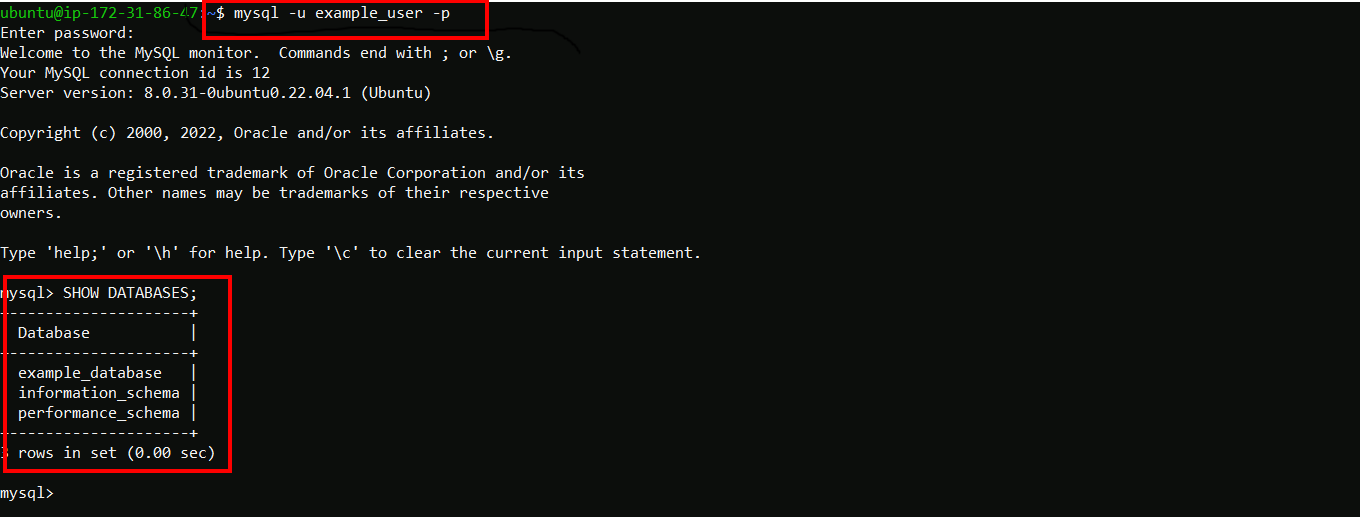 ubuntu@ip-172-31-86-47:~$ mysql -u example_user -p
Enter password:
Welcome to the MySQL monitor.  Commands end with ; or \g.
Your MySQL connection id is 12
Server version: 8.0.31-0ubuntu0.22.04.1 (Ubuntu)
Copyright (c) 2000, 2022, Oracle and/or its affiliates.
Oracle is a registered trademark of Oracle Corporation and/or its
affiliates. Other names may be trademarks of their respective
owners.
Type 'help;' or '\h' for help. Type '\c' to clear the current input statement.
mysql> SHOW DATABASES;
---------------------+
 Database           |
---------------------+
 example_database   |
 information_schema |
 performance_schema |
---------------------+
3 rows in set (0.00 sec)
mysql>